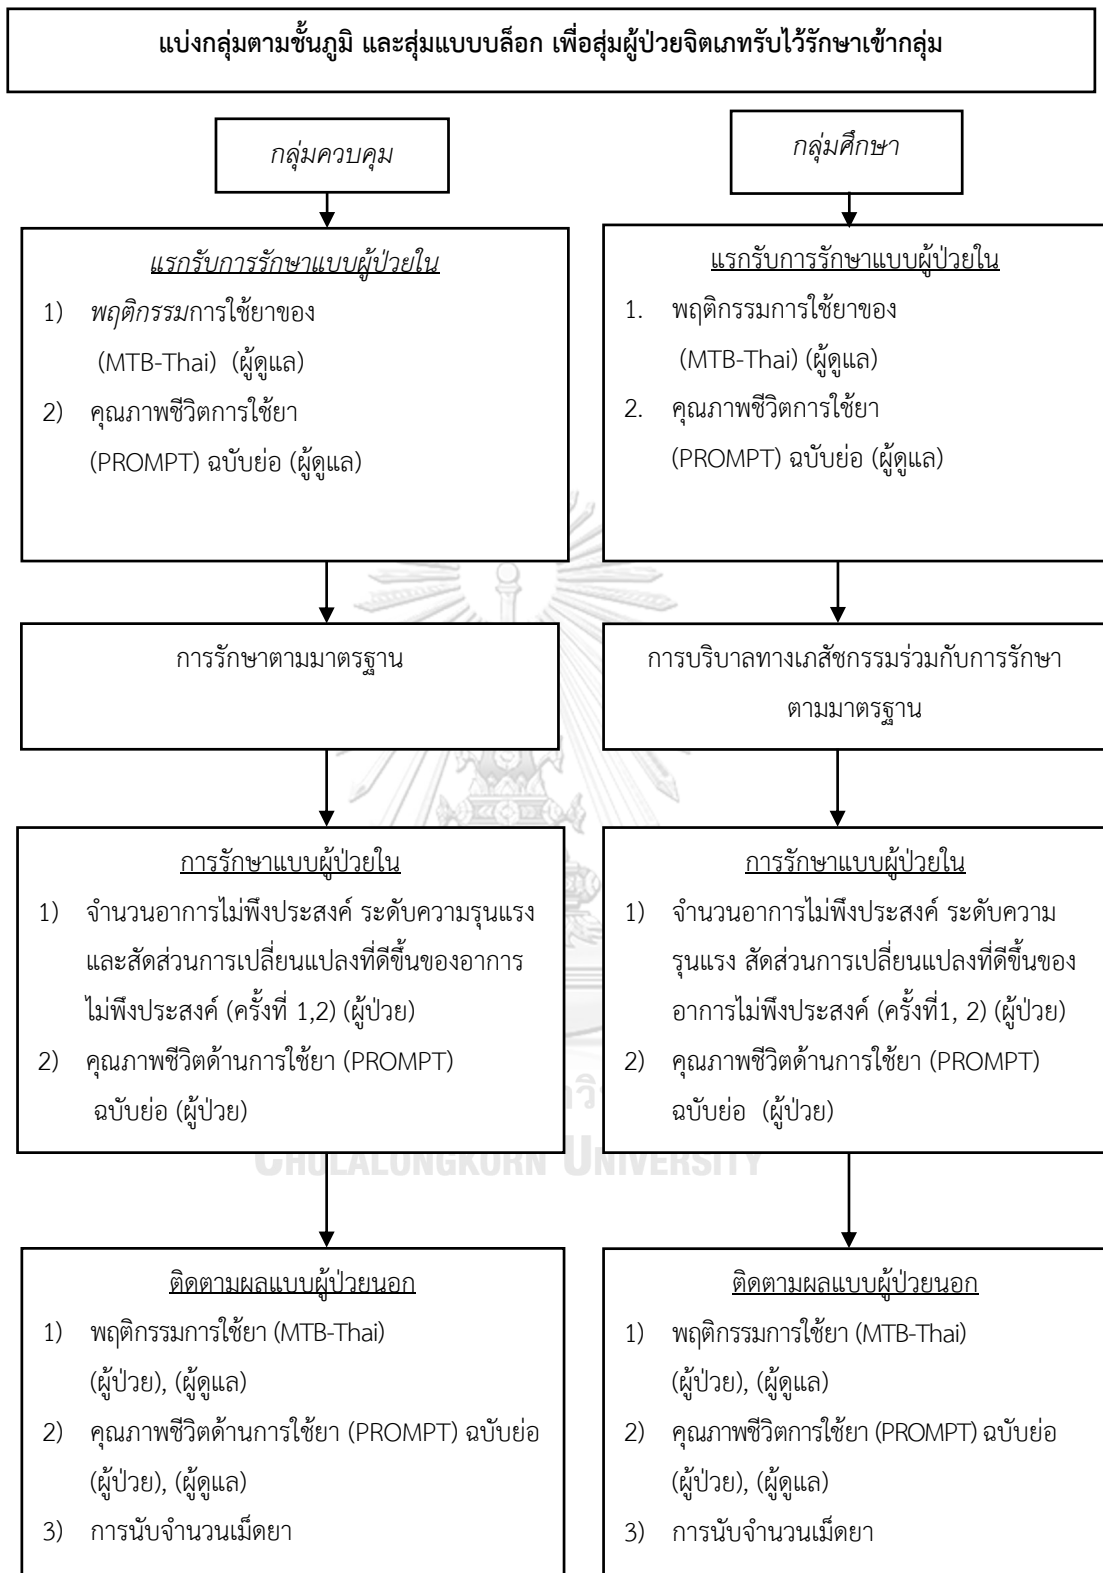 แบ่งกลุ่มตามชั้นภูมิ และสุ่มแบบบล็อก เพื่อสุ่มผู้ป่วยจิตเภทรับไว้รักษาเข้ากลุ่ม
กลุ่มควบคุม
กลุ่มศึกษา
แรกรับการรักษาแบบผู้ป่วยใน
1) พฤติกรรมการใช้ยาของ
(MTB-Thai) (ผู้ดูแล)
2) คุณภาพชีวิตการใช้ยา
(PROMPT) ฉบับย่อ (ผู้ดูแล)
แรกรับการรักษาแบบผู้ป่วยใน
1. พฤติกรรมการใช้ยาของ
(MTB-Thai) (ผู้ดูแล)
2. คุณภาพชีวิตการใช้ยา
(PROMPT) ฉบับย่อ (ผู้ดูแล)
การรักษาตามมาตรฐาน
การบริบาลทางเภสัชกรรมร่วมกับการรักษา
ตามมาตรฐาน
การรักษาแบบผู้ป่วยใน
1) จำนวนอาการไม่พึงประสงค์ ระดับความรุนแรง
และสัดส่วนการเปลี่ยนแปลงที่ดีขึ้นของอาการ
ไม่พึงประสงค์ (ครั้งที่ 1,2) (ผู้ป่วย)
2) คุณภาพชีวิตด้านการใช้ยา (PROMPT)
ฉบับย่อ (ผู้ป่วย)
การรักษาแบบผู้ป่วยใน
1) จำนวนอาการไม่พึงประสงค์ ระดับความ
รุนแรง สัดส่วนการเปลี่ยนแปลงที่ดีขึ้นของ
อาการไม่พึงประสงค์ (ครั้งที่1, 2) (ผู้ป่วย)
2) คุณภาพชีวิตด้านการใช้ยา (PROMPT)
ฉบับย่อ (ผู้ป่วย)
CHULALONGKORN UNIVERSITY
ติดตามผลแบบผู้ป่วยนอก
1) พฤติกรรมการใช้ยา (MTB-Thai)
(ผู้ป่วย), (ผู้ดูแล)
2) คุณภาพชีวิตด้านการใช้ยา (PROMPT) ฉบับย่อ
(ผู้ป่วย), (ผู้ดูแล)
3) การนับจำนวนเม็ดยา
ติดตามผลแบบผู้ป่วยนอก
1) พฤติกรรมการใช้ยา (MTB-Thai)
(ผู้ป่วย), (ผู้ดูแล)
2) คุณภาพชีวิตการใช้ยา (PROMPT) ฉบับย่อ
(ผู้ป่วย), (ผู้ดูแล)
3) การนับจำนวนเม็ดยา